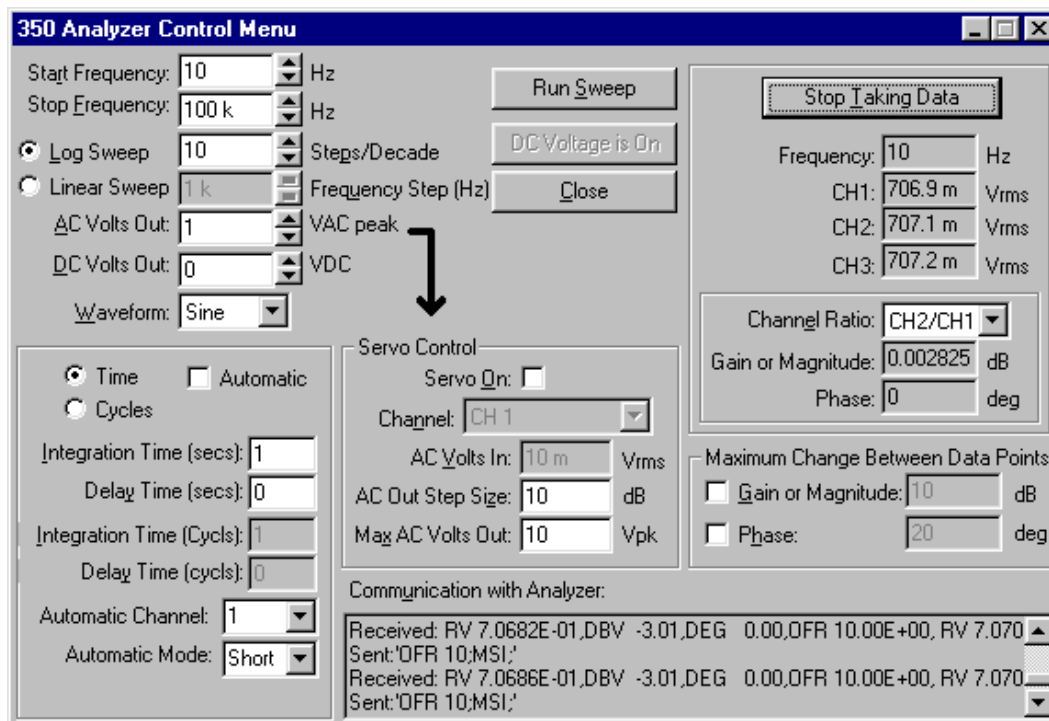 350 Analyzer Control Menu
Start Frequency: 10 Hz
Stop Frequency: 100 k Hz
Log Sweep 10 Steps/Decade
Linear Sweep 1 k Frequency Step (Hz)
AC Volts Out: 1 VAC peak
DC Volts Out: 0 VDC
Waveform: Sine
Run Sweep
DC Voltage is On
Close
Stop Taking Data
Frequency: 10 Hz
CH1: 706.9 m Vrms
CH2: 707.1 m Vrms
CH3: 707.2 m Vrms
Channel Ratio: CH2/CH1
Gain or Magnitude: 0.002825 dB
Phase: 0 deg
Time Automatic
Cycles
Integration Time (secs): 1
Delay Time (secs): 0
Integration Time (Cycls): 1
Delay Time (cycls): 0
Automatic Channel: 1
Automatic Mode: Short
Servo Control
Servo On:
Channel: CH 1
AC Volts In: 10 m Vrms
AC Out Step Size: 10 dB
Max AC Volts Out: 10 Vpk
Maximum Change Between Data Points
Gain or Magnitude: 10 dB
Phase: 20 deg
Communication with Analyzer:
Received: RV 7.0682E-01,DBV -3.01,DEG 0.00,OFR 10.00E+00, RV 7.070
Sent:'OFR 10;MSI;'
Received: RV 7.0686E-01,DBV -3.01,DEG 0.00,OFR 10.00E+00, RV 7.070
Sent:'OFR 10;MSI;'